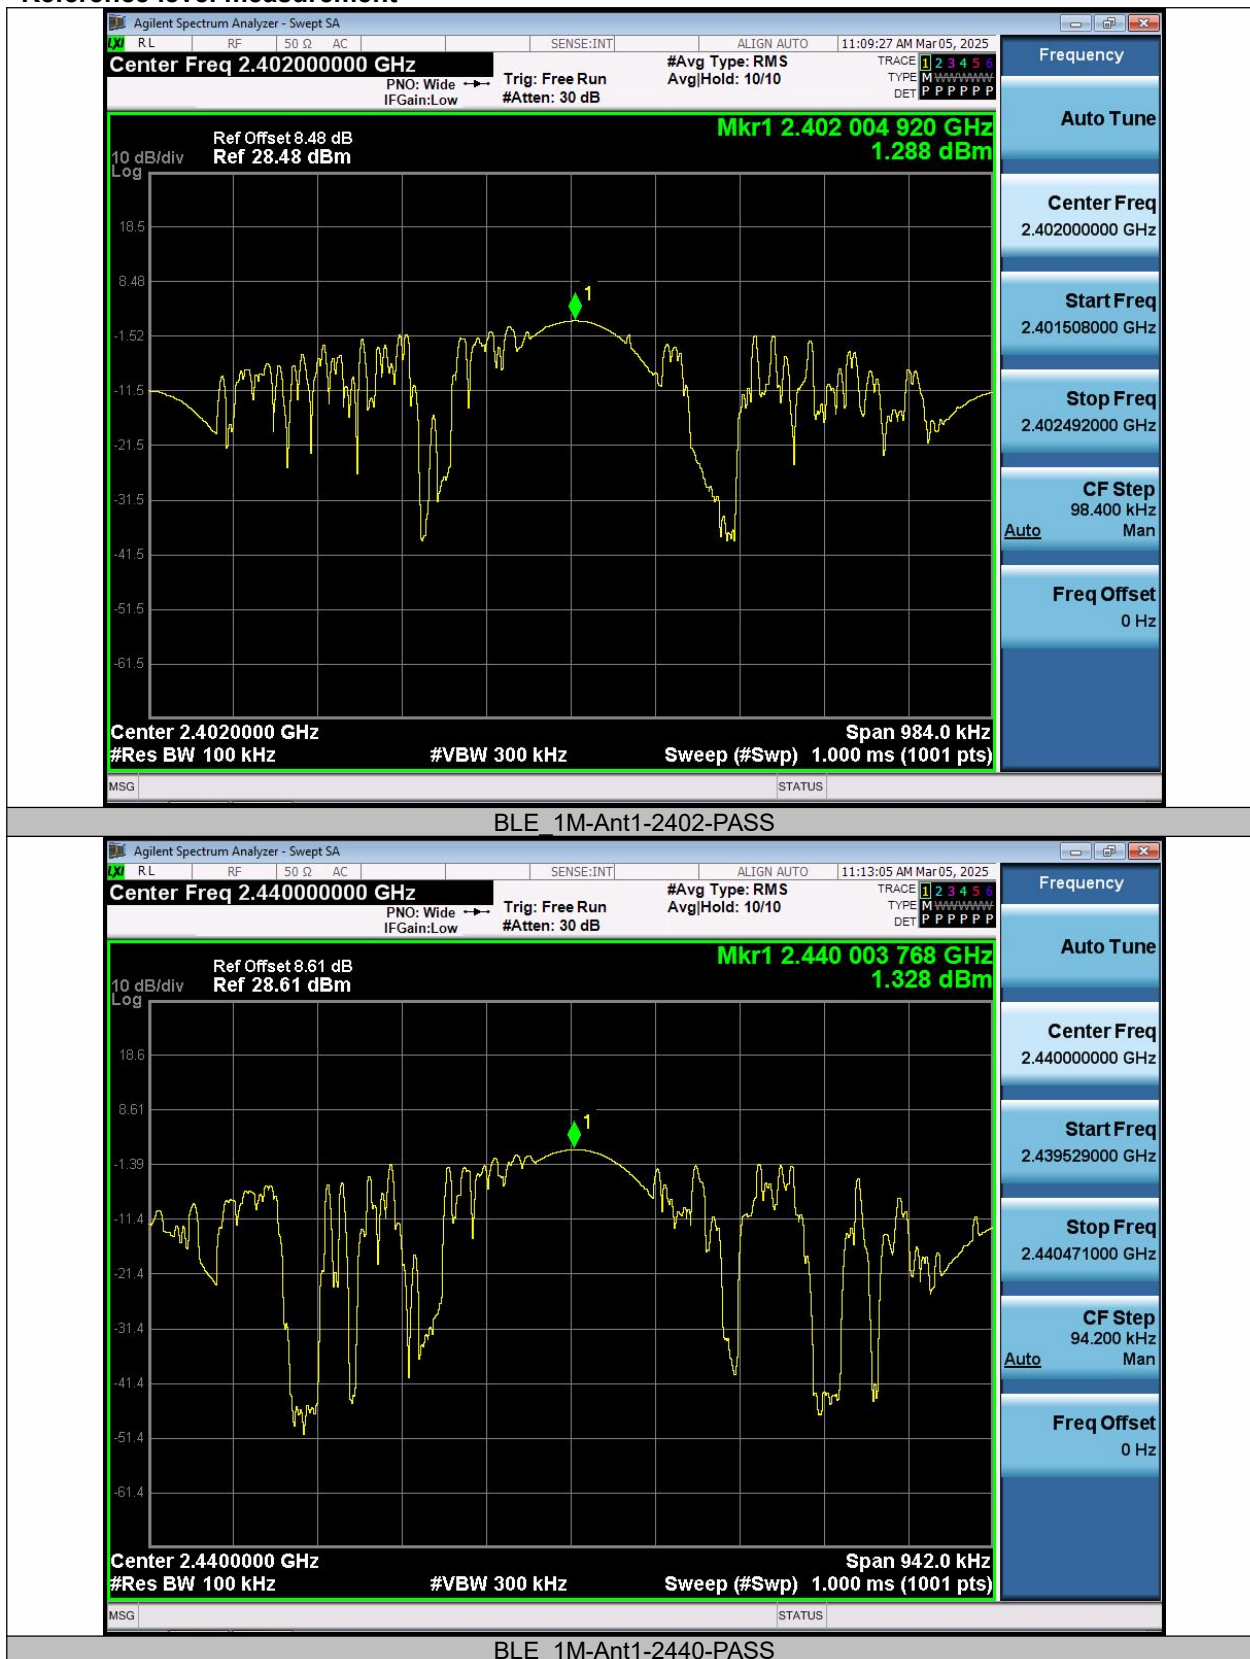 Reference level measurement
Agilent Spectrum Analyzer - Swept SA
LXI RL RF 50 Ω AC SENSE:INT ALIGN AUTO 11:09:27 AM Mar 05, 2025
Center Freq 2.402000000 GHz
PNO: Wide
IFGain:Low
Trig: Free Run
#Atten: 30 dB
#Avg Type: RMS
Avg|Hold: 10/10
TRACE 1 2 3 4 5 6
TYPE M WWWWW
DET P P P P P P
Ref Offset 8.48 dB
10 dB/div Ref 28.48 dBm
Log
Mkr1 2.402 004 920 GHz
1.288 dBm
1
18.5
8.48
-1.52
-11.5
-21.5
-31.5
-41.5
-51.5
-61.5
Center 2.4020000 GHz Span 984.0 kHz
#Res BW 100 kHz #VBW 300 kHz Sweep (#Swp) 1.000 ms (1001 pts)
MSG STATUS
Frequency
Auto Tune
Center Freq
2.402000000 GHz
Start Freq
2.401508000 GHz
Stop Freq
2.402492000 GHz
CF Step
98.400 kHz
Auto Man
Freq Offset
0 Hz
BLE_1M-Ant1-2402-PASS
Agilent Spectrum Analyzer - Swept SA
LXI RL RF 50 Ω AC SENSE:INT ALIGN AUTO 11:13:05 AM Mar 05, 2025
Center Freq 2.440000000 GHz
PNO: Wide
IFGain:Low
Trig: Free Run
#Atten: 30 dB
#Avg Type: RMS
Avg|Hold: 10/10
TRACE 1 2 3 4 5 6
TYPE M WWWWW
DET P P P P P P
Ref Offset 8.61 dB
10 dB/div Ref 28.61 dBm
Log
Mkr1 2.440 003 768 GHz
1.328 dBm
1
18.6
8.61
-1.39
-11.4
-21.4
-31.4
-41.4
-51.4
-61.4
Center 2.4400000 GHz Span 942.0 kHz
#Res BW 100 kHz #VBW 300 kHz Sweep (#Swp) 1.000 ms (1001 pts)
MSG STATUS
Frequency
Auto Tune
Center Freq
2.440000000 GHz
Start Freq
2.439529000 GHz
Stop Freq
2.440471000 GHz
CF Step
94.200 kHz
Auto Man
Freq Offset
0 Hz
BLE_1M-Ant1-2440-PASS